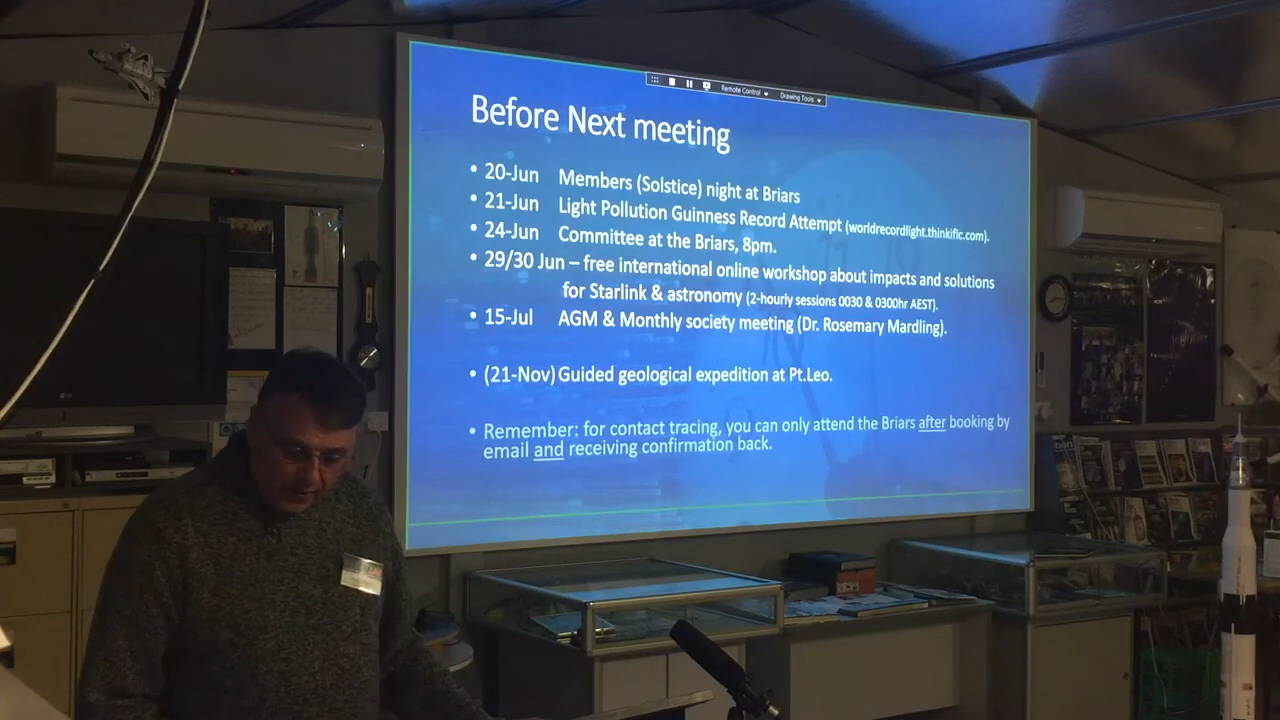 Remote Control
Drawing Tools
Before Next meeting
• 20-Jun Members (Solstice) night at Briars
• 21-Jun Light Pollution Guinness Record Attempt (worldrecordlight.thinkific.com).
• 24-Jun Committee at the Briars, 8pm.
• 29/30 Jun – free international online workshop about impacts and solutions
for Starlink & astronomy (2-hourly sessions 0030 & 0300hr AEST).
• 15-Jul AGM & Monthly society meeting (Dr. Rosemary Mardling).
• (21-Nov) Guided geological expedition at Pt.Leo.
• Remember: for contact tracing, you can only attend the Briars after booking by
email and receiving confirmation back.
LG